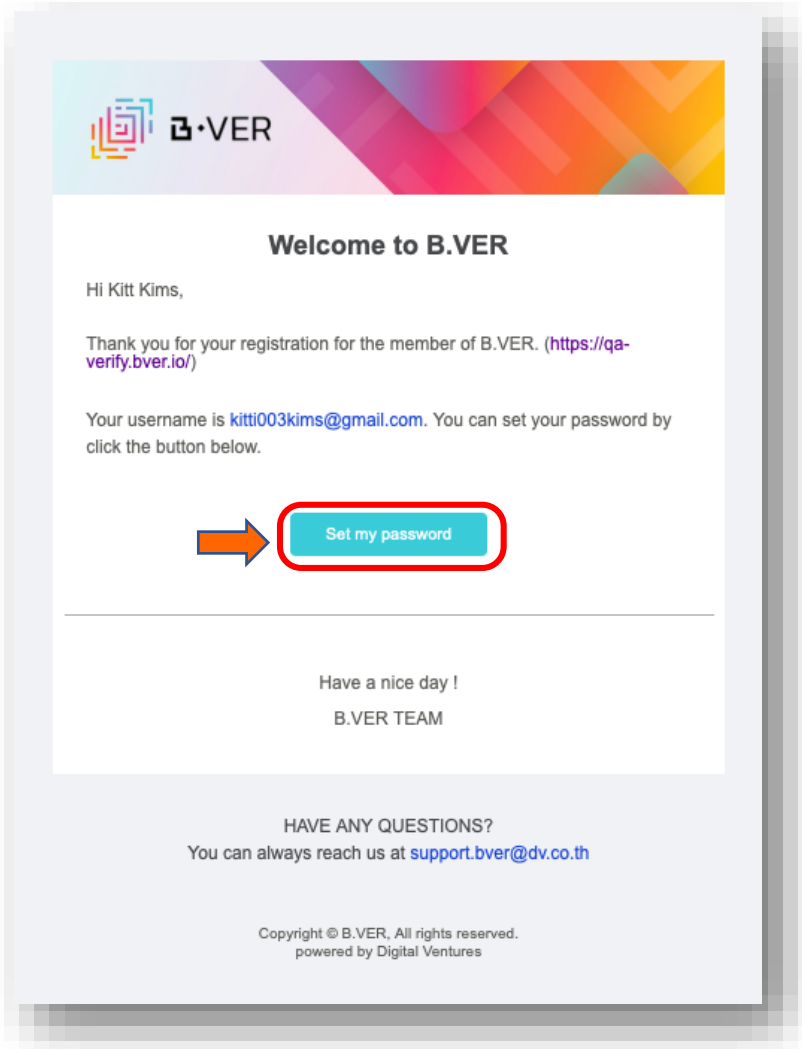 B·VER
Welcome to B.VER
Hi Kitt Kims,
Thank you for your registration for the member of B.VER. (https://qa-
verify.bver.io/)
Your username is kitti003kims@gmail.com. You can set your password by
click the button below.
Set my password
Have a nice day !
B.VER TEAM
HAVE ANY QUESTIONS?
You can always reach us at support.bver@dv.co.th
Copyright © B.VER, All rights reserved.
powered by Digital Ventures